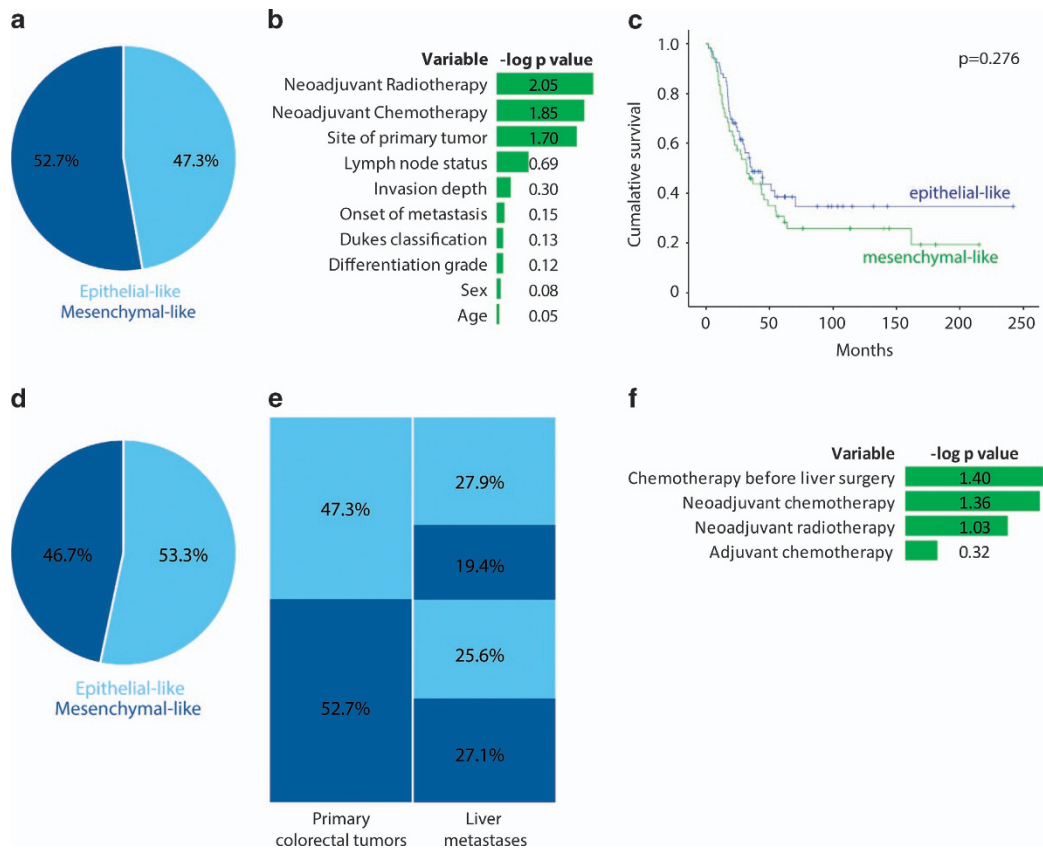 a
52.7%
47.3%
Epithelial-like
Mesenchymal-like
b
Variable -log p value
Neoadjuvant Radiotherapy 2.05
Neoadjuvant Chemotherapy 1.85
Site of primary tumor 1.70
Lymph node status 0.69
Invasion depth 0.30
Onset of metastasis 0.15
Dukes classification 0.13
Differentiation grade 0.12
Sex 0.08
Age 0.05
c
p=0.276
Cumalative survival
1.0
0.8
0.6
0.4
0.2
0
epithelial-like
mesenchymal-like
0 50 100 150 200 250
Months
d
46.7%
53.3%
Epithelial-like
Mesenchymal-like
e
47.3%
52.7%
27.9%
19.4%
25.6%
27.1%
Primary
colorectal tumors
Liver
metastases
f
Variable -log p value
Chemotherapy before liver surgery 1.40
Neoadjuvant chemotherapy 1.36
Neoadjuvant radiotherapy 1.03
Adjuvant chemotherapy 0.32